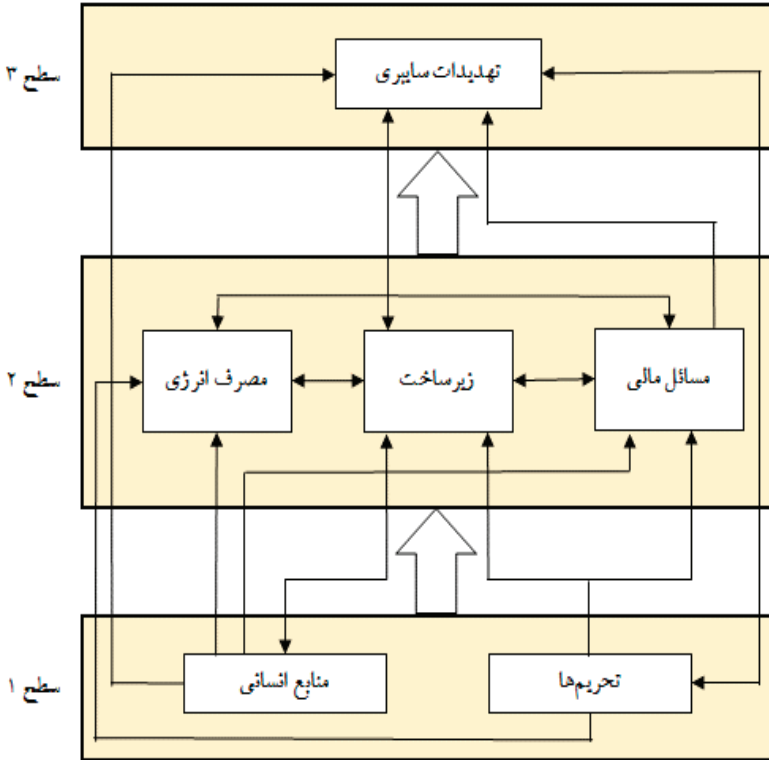 سطح ۳
تهدیدات سایبری
سطح ۲
مسائل مالی
زیرساخت
مصرف انرژی
سطح ۱
تحریم‌ها
منابع انسانی